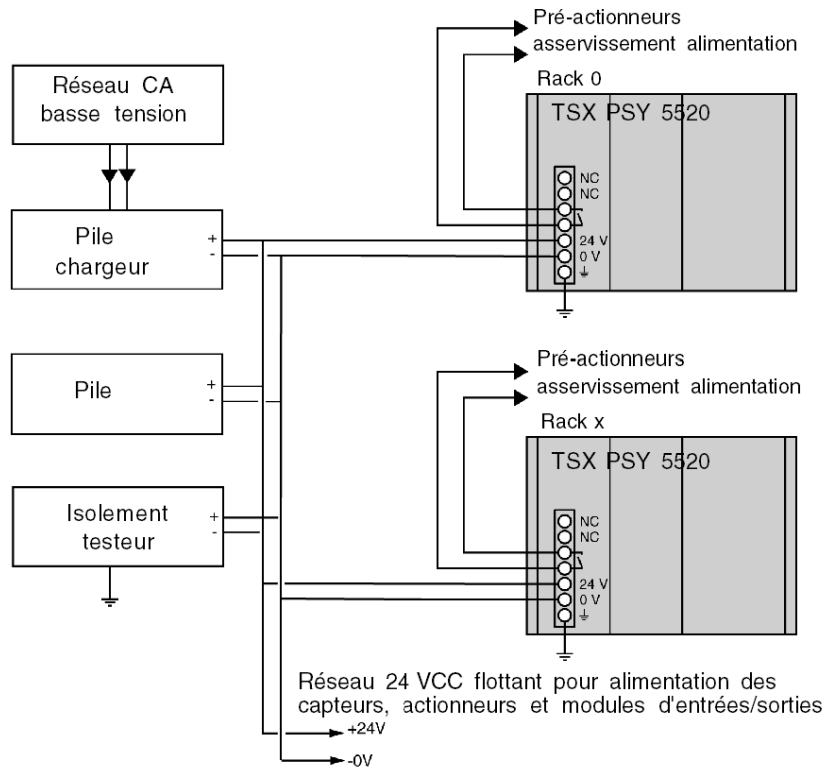 Réseau CA
basse tension
Pile
chargeur
+
-
Pile
+
-
Isolement
testeur
+
-
Pré-actionneurs
asservissement alimentation
Rack 0
TSX PSY 5520
NC
NC
24 V
0 V
Pré-actionneurs
asservissement alimentation
Rack x
TSX PSY 5520
NC
NC
24 V
0 V
Réseau 24 VCC flottant pour alimentation des
capteurs, actionneurs et modules d'entrées/sorties
+24V
-0V